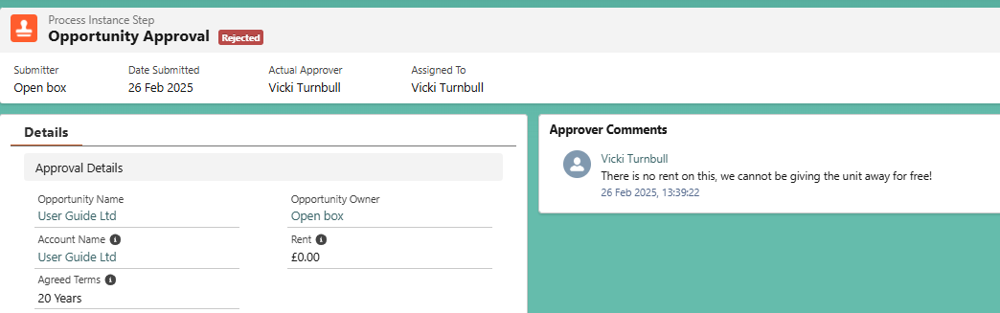 Process Instance Step
Opportunity Approval Rejected
Submitter Date Submitted Actual Approver Assigned To
Open box 26 Feb 2025 Vicki Turnbull Vicki Turnbull
Details
Approval Details
Opportunity Name Opportunity Owner
User Guide Ltd Open box
Account Name Rent
User Guide Ltd £0.00
Agreed Terms
20 Years
Approver Comments
Vicki Turnbull
There is no rent on this, we cannot be giving the unit away for free!
26 Feb 2025, 13:39:22